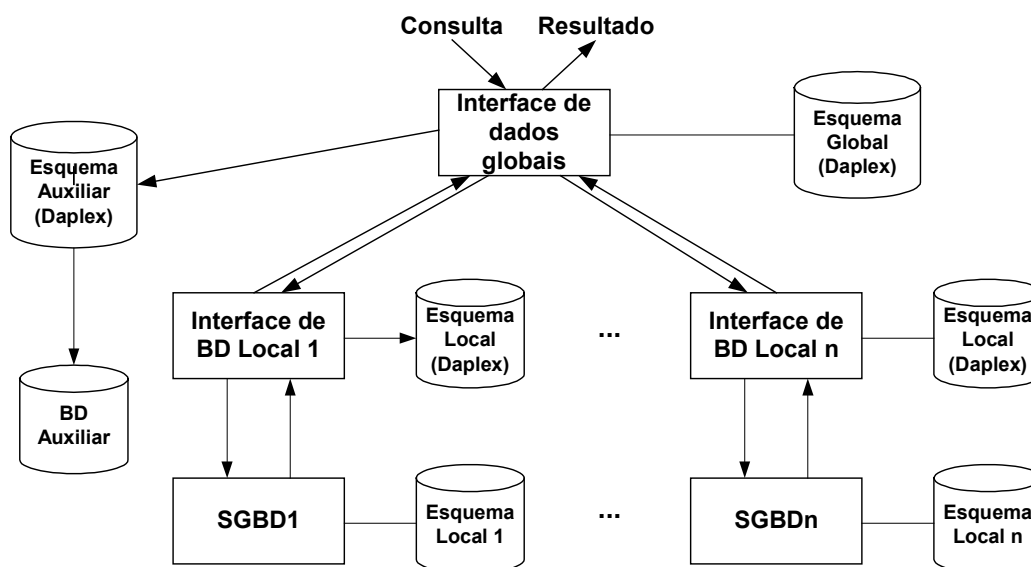 Consulta
Resultado
Interface de
dados
globais
Esquema
Global
(Daplex)
Esquema
Auxiliar
(Daplex)
Interface de
BD Local 1
Esquema
Local
(Daplex)
...
Interface de
BD Local n
Esquema
Local
(Daplex)
BD
Auxiliar
SGBD1
Esquema
Local 1
...
SGBDn
Esquema
Local n